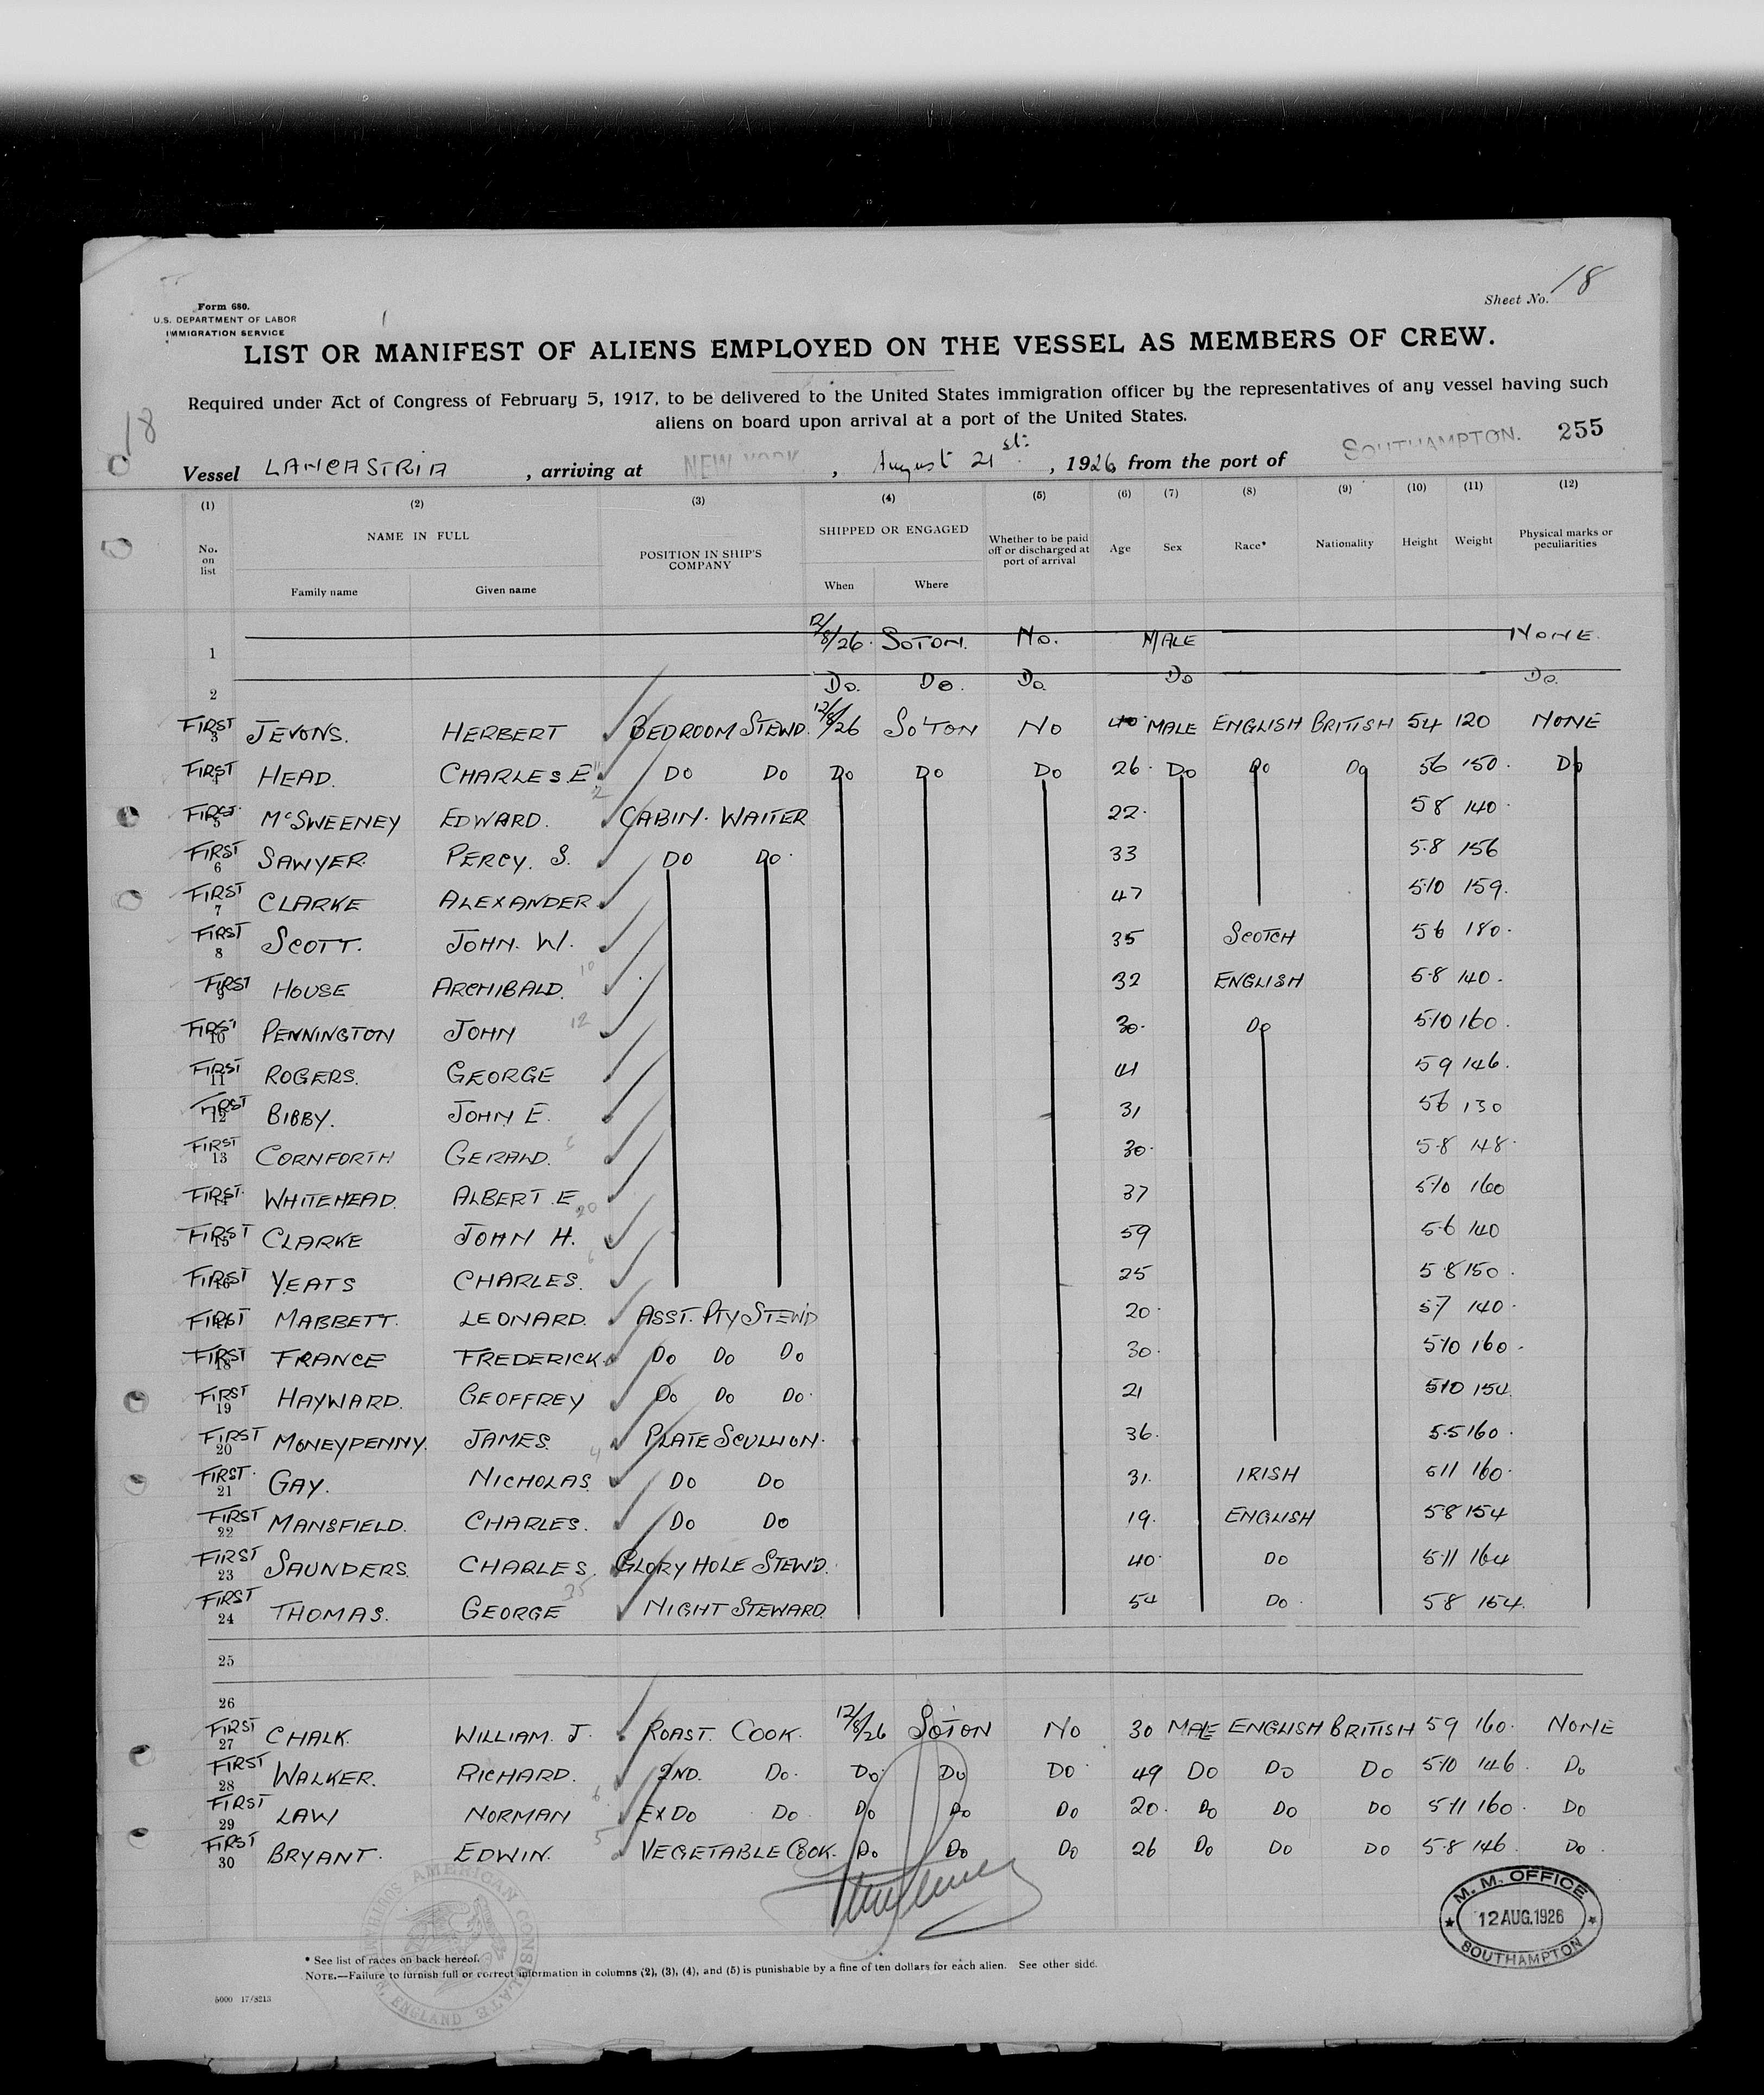 Form 680.
U.S. DEPARTMENT OF LABOR
IMMIGRATION SERVICE
Sheet No. 18
LIST OR MANIFEST OF ALIENS EMPLOYED ON THE VESSEL AS MEMBERS OF CREW.
Required under Act of Congress of February 5, 1917, to be delivered to the United States immigration officer by the representatives of any vessel having such
aliens on board upon arrival at a port of the United States.
18
255
Vessel LANCASTRIA , arriving at NEW YORK , August 21st , 1926 from the port of SOUTHAMPTON.
(1) (2) (3) (4) (5) (6) (7) (8) (9) (10) (11) (12)
No. on list NAME IN FULL POSITION IN SHIP'S COMPANY SHIPPED OR ENGAGED Whether to be paid off or discharged at port of arrival Age Sex Race* Nationality Height Weight Physical marks or peculiarities
Family name Given name When Where
1 12/8/26 SOTON. No. MALE NONE
2 Do. Do. Do. Do Do.
FIRST 3 JEVONS. HERBERT BEDROOM STEWD. 12/8/26 SO'TON NO 40 MALE ENGLISH BRITISH 54 120 NONE
FIRST 4 HEAD. CHARLES. E Do Do Do Do Do 26 Do Do Do 56 150 Do
FIRST 5 McSWEENEY EDWARD. CABIN. WAITER 22 58 140
FIRST 6 SAWYER PERCY. S. Do Do 33 5.8 156
FIRST 7 CLARKE ALEXANDER 47 5.10 159
FIRST 8 SCOTT. JOHN. W. 35 SCOTCH 56 180
FIRST 9 HOUSE ARCHIBALD. 32 ENGLISH 5.8 140
FIRST 10 PENNINGTON JOHN 30 Do 5.10 160
FIRST 11 ROGERS. GEORGE 41 59 146
FIRST 12 BIBBY. JOHN E. 31 56 130
FIRST 13 CORNFORTH GERALD. 30 5.8 148
FIRST 14 WHITEHEAD. ALBERT. E 37 5.10 160
FIRST 15 CLARKE JOHN H. 59 5.6 140
FIRST 16 YEATS CHARLES. 25 5.8 150
FIRST 17 MABBETT. LEONARD. ASST. PTY STEW'D 20 5.7 140
FIRST 18 FRANCE FREDERICK Do Do Do 30 5.10 160
FIRST 19 HAYWARD. GEOFFREY Do Do Do 21 5.10 154
FIRST 20 MONEYPENNY. JAMES. PLATE SCULLION. 36 5.5 160
FIRST 21 GAY. NICHOLAS. Do Do 31 IRISH 511 160
FIRST 22 MANSFIELD. CHARLES. Do Do 19 ENGLISH 5.8 154
FIRST 23 SAUNDERS. CHARLES. GLORY HOLE STEW'D. 40 Do 5.11 164
FIRST 24 THOMAS. GEORGE NIGHT STEWARD. 54 Do 5.8 154
25
26
FIRST 27 CHALK. WILLIAM. J. ROAST. COOK. 12/8/26 SOTON NO 30 MALE ENGLISH BRITISH 59 160 NONE
FIRST 28 WALKER. RICHARD. 2ND. Do. Do Do Do 49 Do Do Do 5.10 146 Do
FIRST 29 LAW NORMAN EX DO Do Do Do Do 20 Do Do Do 5.11 160 Do
FIRST 30 BRYANT. EDWIN. VEGETABLE COOK. Do Do Do 26 Do Do Do 5.8 146 Do
AMERICAN CONSULATE ENGLAND
M. M. OFFICE
12 AUG. 1926
SOUTHAMPTON
* See list of races on back hereof.
NOTE.—Failure to furnish full or correct information in columns (2), (3), (4), and (5) is punishable by a fine of ten dollars for each alien. See other side.
5000 17/3213